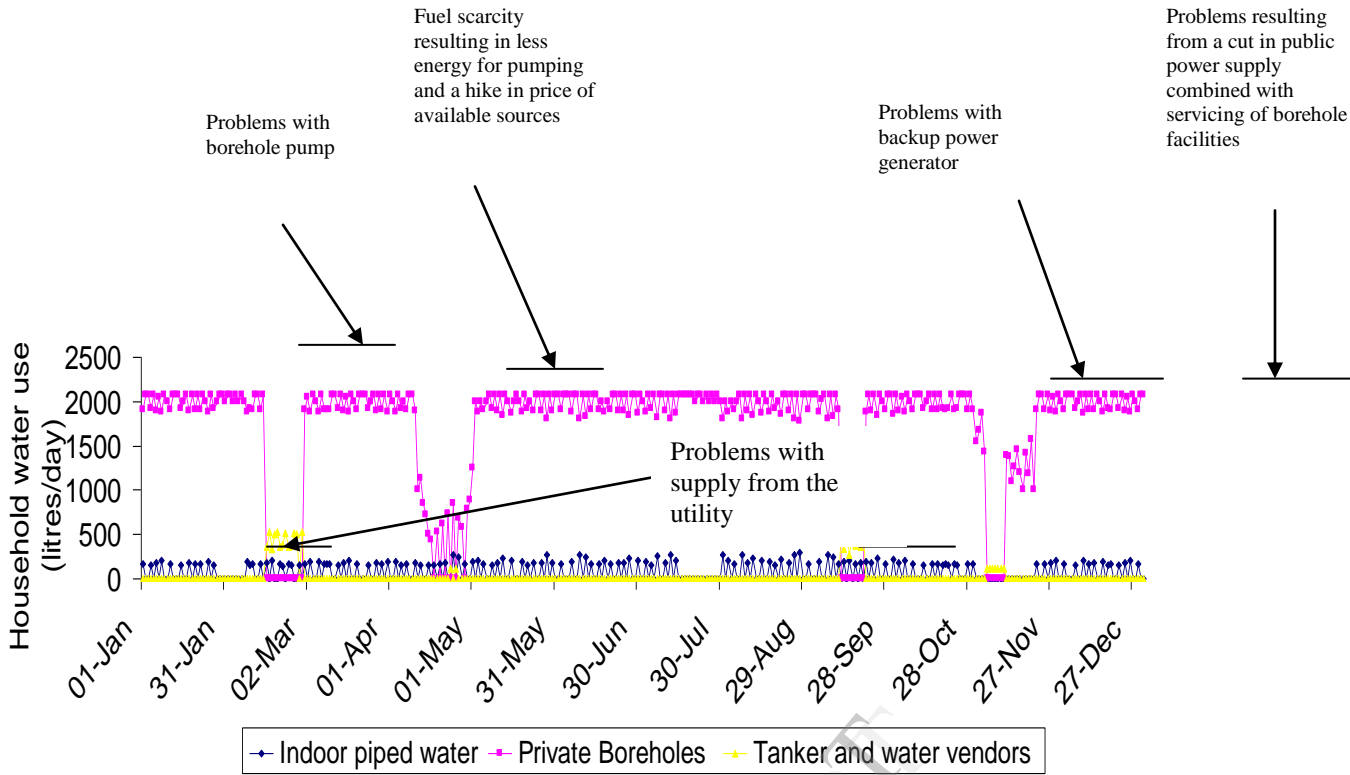 Fuel scarcity
resulting in less
energy for pumping
and a hike in price of
available sources
Problems resulting
from a cut in public
power supply
combined with
servicing of borehole
facilities
Problems with
borehole pump
Problems with
backup power
generator
Household water use
(litres/day)
2500
2000
1500
1000
500
0
Problems with
supply from the
utility
01-Jan
31-Jan
02-Mar
01-Apr
01-May
31-May
30-Jun
30-Jul
29-Aug
28-Sep
28-Oct
27-Nov
27-Dec
Indoor piped water
Private Boreholes
Tanker and water vendors